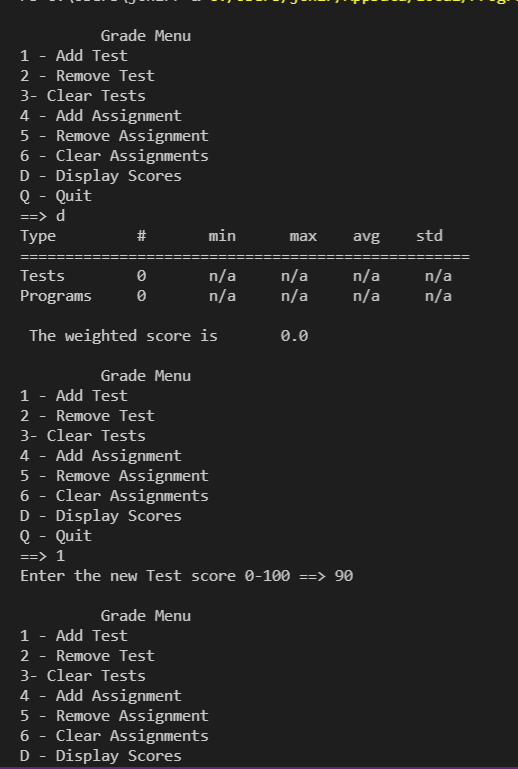 Grade Menu
1 - Add Test
2 - Remove Test
3- Clear Tests
4 - Add Assignment
5 - Remove Assignment
6 - Clear Assignments
D - Display Scores
Q - Quit
==> d
Type # min max avg std
==================================================
Tests 0 n/a n/a n/a n/a
Programs 0 n/a n/a n/a n/a
The weighted score is 0.0
Grade Menu
1 - Add Test
2 - Remove Test
3- Clear Tests
4 - Add Assignment
5 - Remove Assignment
6 - Clear Assignments
D - Display Scores
Q - Quit
==> 1
Enter the new Test score 0-100 ==> 90
Grade Menu
1 - Add Test
2 - Remove Test
3- Clear Tests
4 - Add Assignment
5 - Remove Assignment
6 - Clear Assignments
D - Display Scores